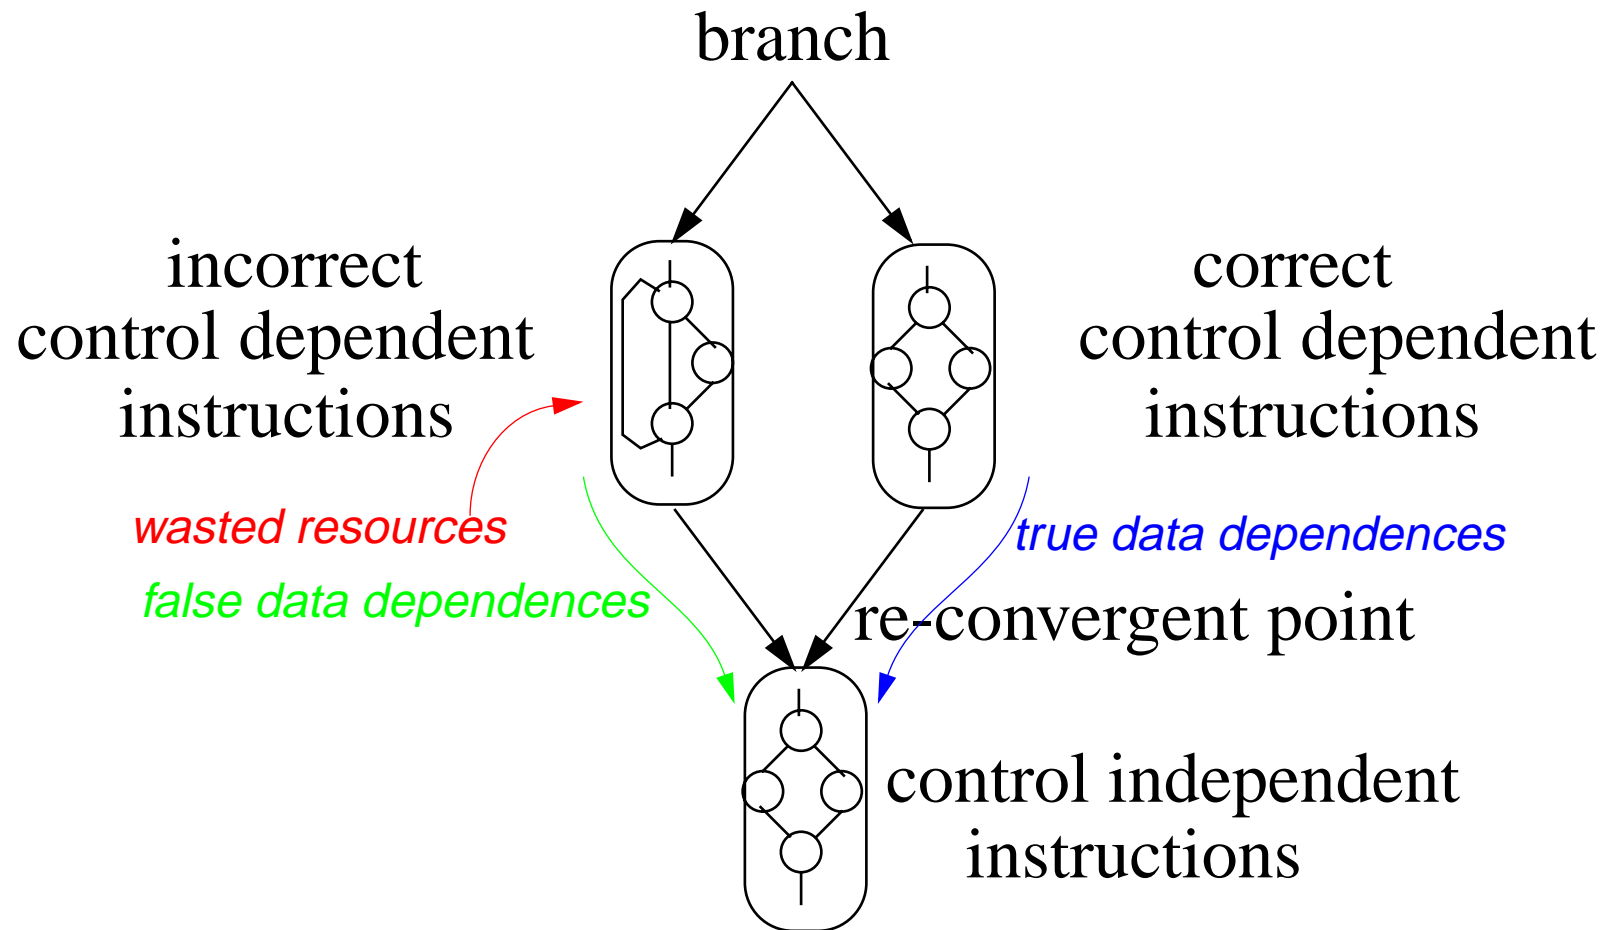 branch
incorrect
control dependent
instructions
correct
control dependent
instructions
wasted resources
true data dependences
false data dependences
re-convergent point
control independent
instructions